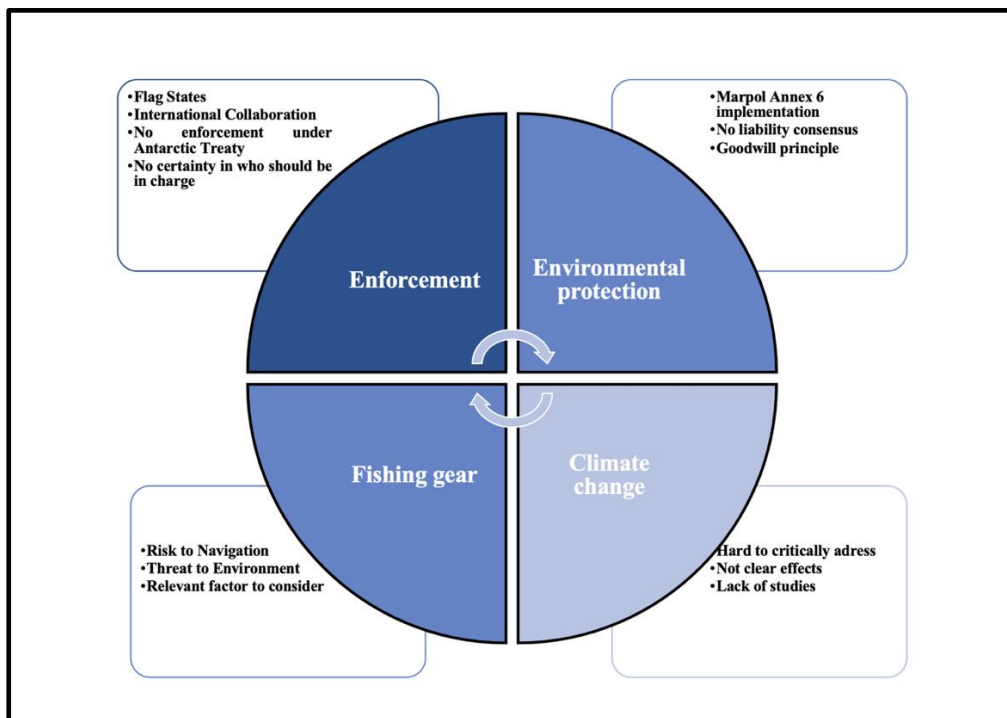 •Flag States
•International Collaboration
•No enforcement under
Antarctic Treaty
•No certainty in who should be
in charge
•Marpol Annex 6
implementation
•No liability consensus
•Goodwill principle
Enforcement
Environmental
protection
Fishing gear
Climate
change
•Risk to Navigation
•Threat to Environment
•Relevant factor to consider
•Hard to critically adress
•Not clear effects
•Lack of studies